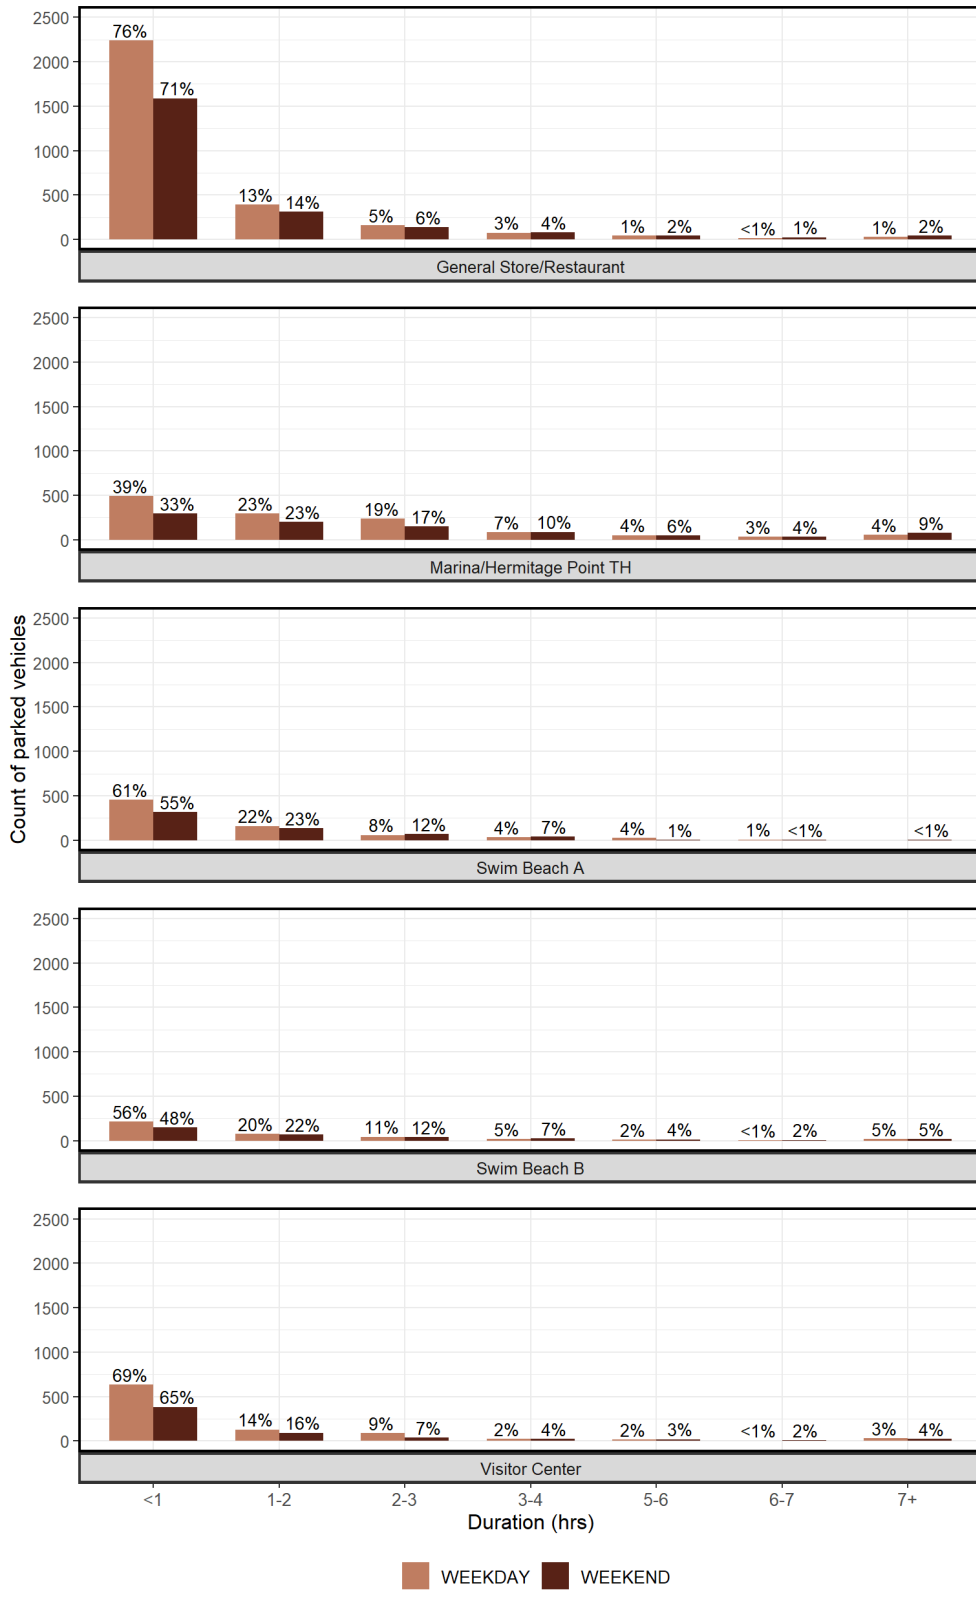 Count of parked vehicles
2500
2000
1500
1000
500
0
76% 71% 13% 14% 5% 6% 3% 4% 1% 2% <1% 1% 1% 2%
General Store/Restaurant
2500
2000
1500
1000
500
0
39% 33% 23% 23% 19% 17% 7% 10% 4% 6% 3% 4% 4% 9%
Marina/Hermitage Point TH
2500
2000
1500
1000
500
0
61% 55% 22% 23% 8% 12% 4% 7% 4% 1% 1% <1% <1%
Swim Beach A
2500
2000
1500
1000
500
0
56% 48% 20% 22% 11% 12% 5% 7% 2% 4% <1% 2% 5% 5%
Swim Beach B
2500
2000
1500
1000
500
0
69% 65% 14% 16% 9% 7% 2% 4% 2% 3% <1% 2% 3% 4%
Visitor Center
<1 1-2 2-3 3-4 5-6 6-7 7+
Duration (hrs)
WEEKDAY WEEKEND